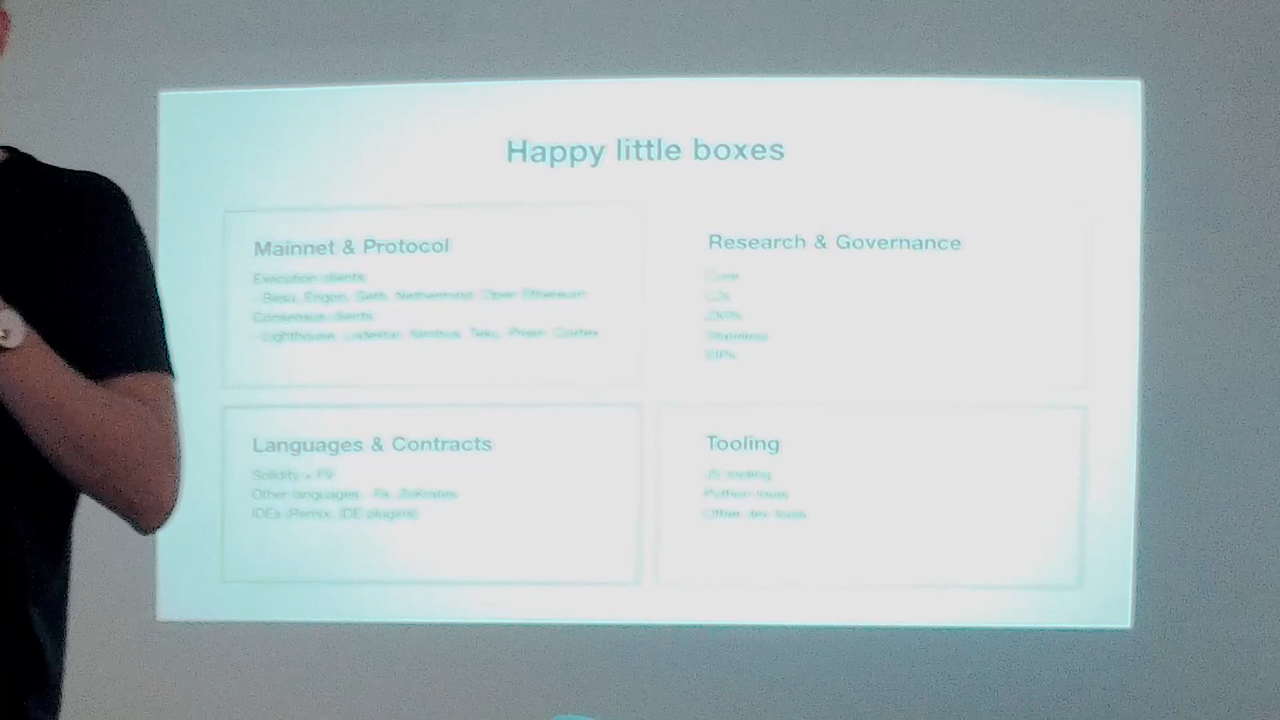 Happy little boxes
Mainnet & Protocol
Execution clients:
- Besu, Erigon, Geth, Nethermind, Open Ethereum
Consensus clients:
- Lighthouse, Lodestar, Nimbus, Teku, Prysm
Research & Governance
Core
L2s
ZKPs
Stateless
EIPs
Languages & Contracts
Solidity +
Other languages - Fe, ZoKrates
IDEs (Remix, IDE plugins)
Tooling
JS tooling
Python tools
Other dev tools